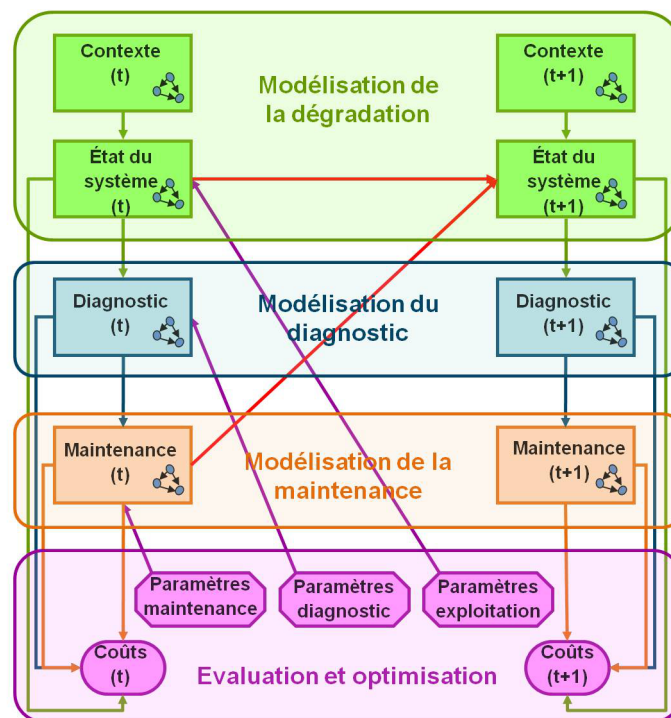 Contexte
(t)
Contexte
(t+1)
Modélisation de
la dégradation
État du
système
(t)
État du
système
(t+1)
Diagnostic
(t)
Modélisation du
diagnostic
Diagnostic
(t+1)
Maintenance
(t)
Modélisation de la
maintenance
Maintenance
(t+1)
Paramètres
maintenance
Paramètres
diagnostic
Paramètres
exploitation
Coûts
(t)
Evaluation et optimisation
Coûts
(t+1)